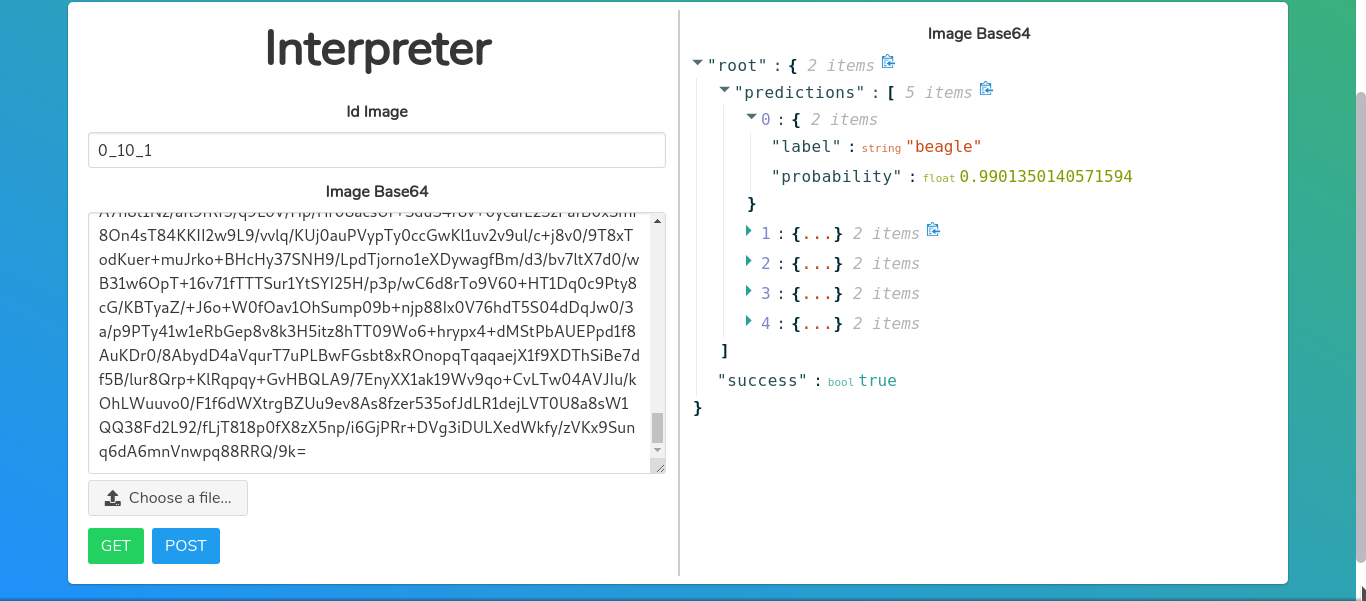 Interpreter
Id Image
0_10_1
Image Base64
8On4sT84KKII2w9L9/vvlq/KUj0auPVypTy0ccGwKl1uv2v9ul/c+j8v0/9T8xT
odKuer+muJrko+BHcHy37SNH9/LpdTjorno1eXDywagfBm/d3/bv7ltX7d0/w
B31w6OpT+16v71fTTTSur1YtSYI25H/p3p/wC6d8rTo9V60+HT1Dq0c9Pty8
cG/KBTyaZ/+J6o+W0fOav1OhSump09b+njp88Ix0V76hdT5S04dDqJw0/3
a/p9PTy41w1eRbGep8v8k3H5itz8hTT09Wo6+hrypx4+dMStPbAUEPpd1f8
AuKDr0/8AbydD4aVqurT7uPLBwFGsbt8xROnopqTqaqaejX1f9XDThSiBe7d
f5B/lur8Qrp+KlRqpqy+GvHBQLA9/7EnyXX1ak19Wv9qo+CvLTw04AVJIu/k
OhLWuuvo0/F1f6dWXtrgBZUu9ev8As8fzer535ofJdLR1dejLVT0U8a8sW1
QQ38Fd2L92/fLjT818p0fX8zX5np/i6GjPRr+DVg3iDULXedWkfy/zVKx9Sun
q6dA6mnVnwpq88RRQ/9k=
Choose a file...
GET
POST
Image Base64
"root" : { 2 items
"predictions" : [ 5 items
0 : { 2 items
"label" : string "beagle"
"probability" : float 0.9901350140571594
}
1 : {...} 2 items
2 : {...} 2 items
3 : {...} 2 items
4 : {...} 2 items
]
"success" : bool true
}